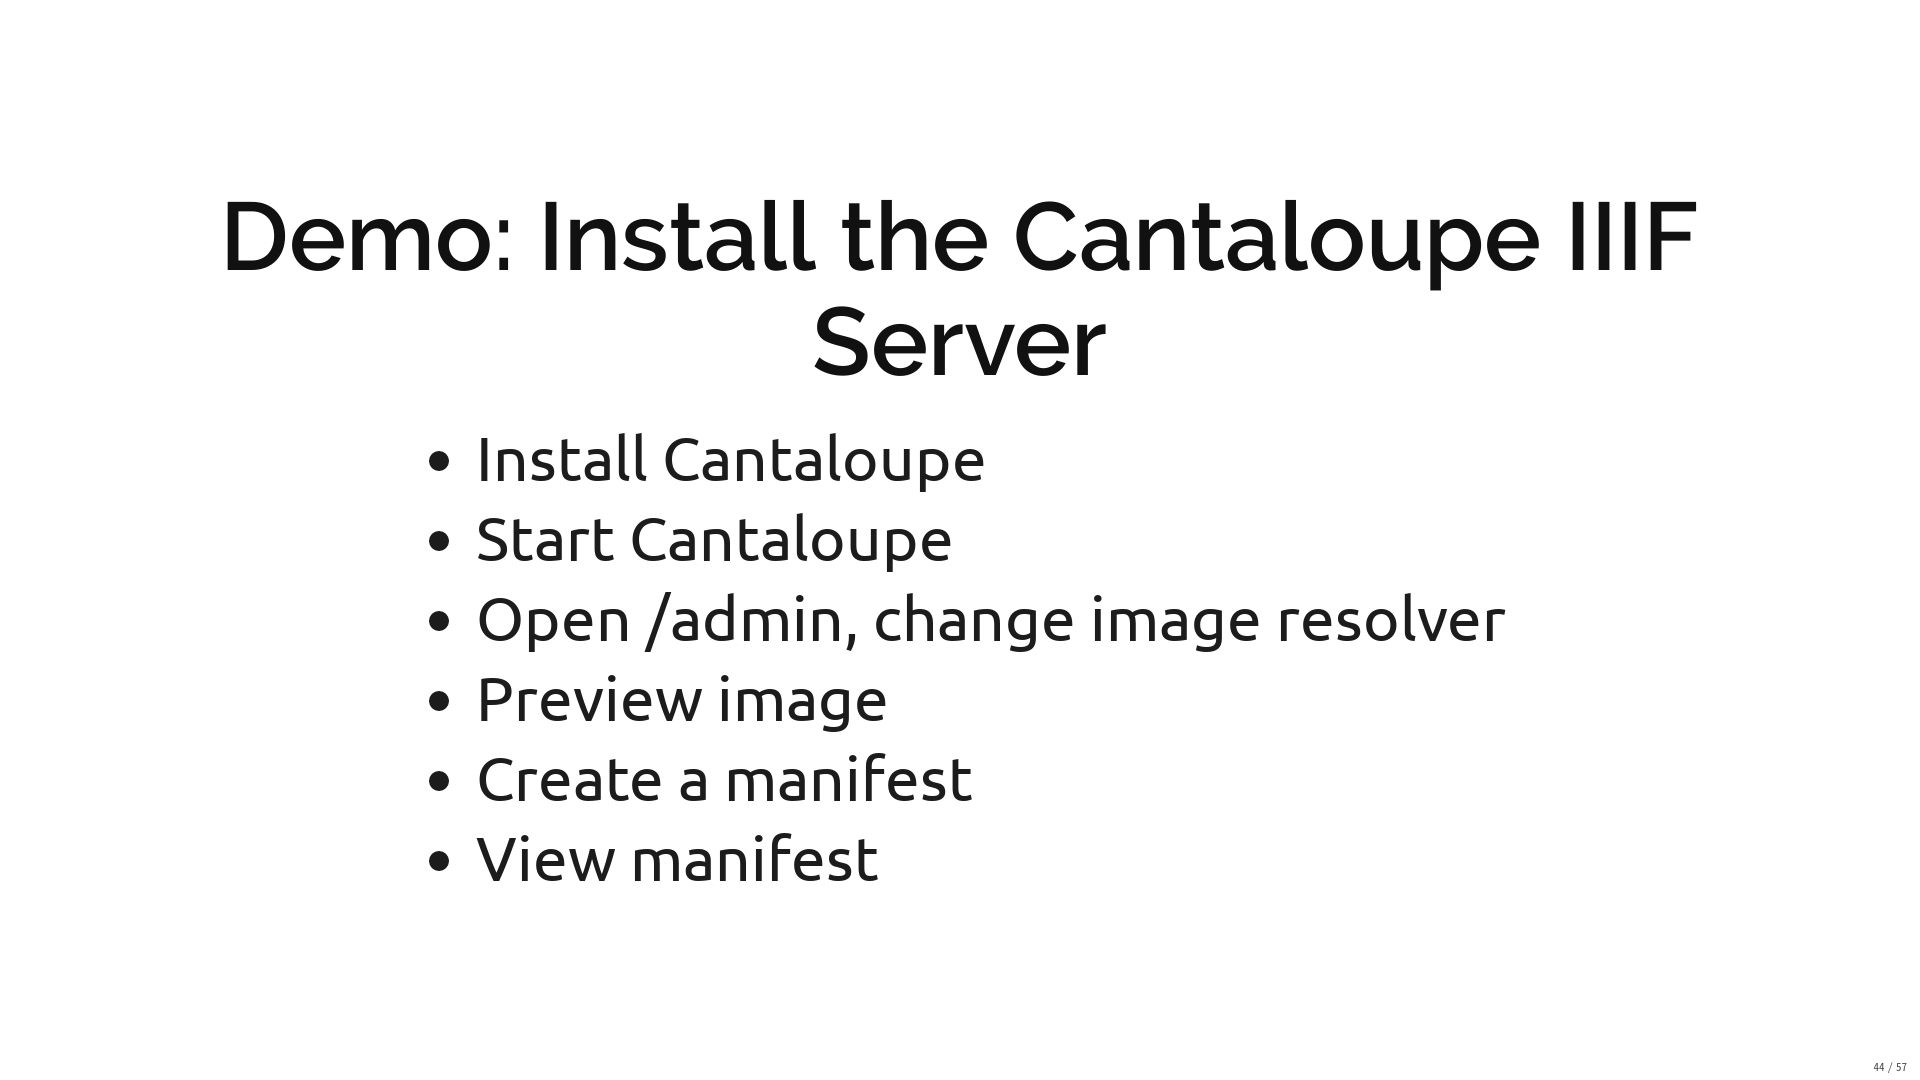 Demo: Install the Cantaloupe IIIF
Server
• Install Cantaloupe
• Start Cantaloupe
• Open /admin, change image resolver
• Preview image
• Create a manifest
• View manifest
44 / 57